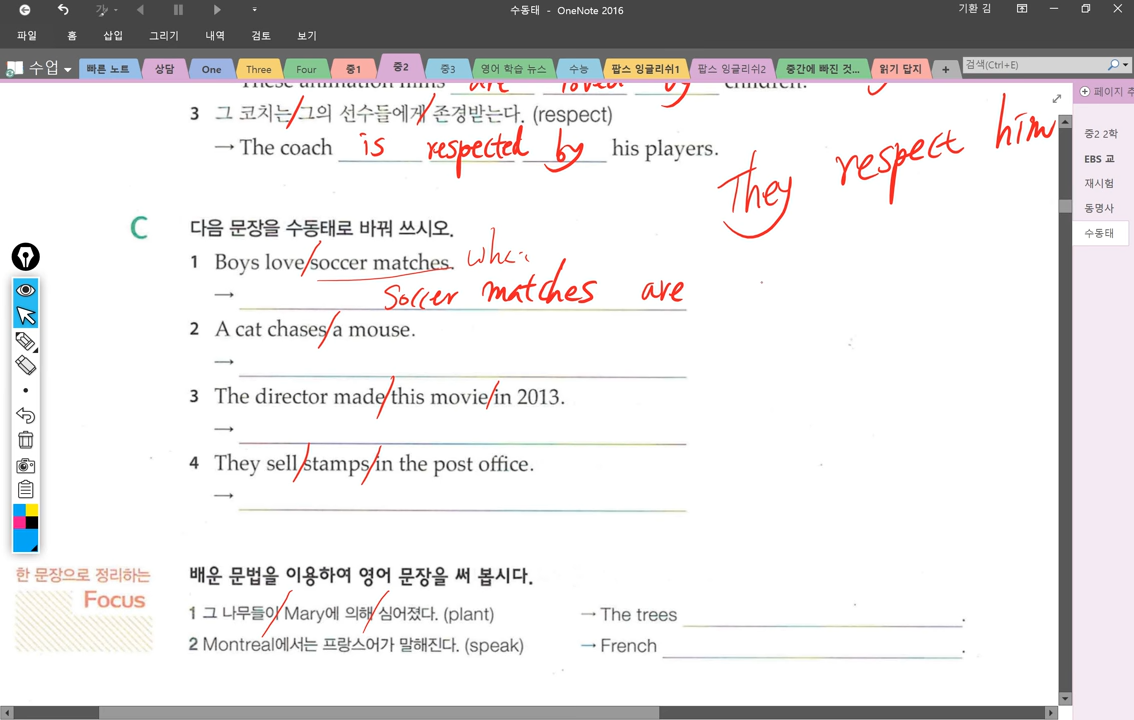 수동태 - OneNote 2016
기환 김
파일 홈 삽입 그리기 내역 검토 보기
수업 빠른 노트 상담 One Three Four 중1 중2 중3 영어 학습 뉴스 수능 팝스 잉글리쉬1 팝스 잉글리쉬2 중간에 빠진 것... 읽기 답지 + 검색(Ctrl+E)
페이지 추
중2 2학
EBS 교
재시험
동명사
수동태
These animation films are loved by children.
3 그 코치는/그의 선수들에게/존경받는다. (respect)
→ The coach is respected by his players.
They respect him
C 다음 문장을 수동태로 바꿔 쓰시오.
1 Boys love/soccer matches.
→ Soccer matches are
2 A cat chases/a mouse.
→
3 The director made/this movie/in 2013.
→
4 They sell/stamps/in the post office.
→
한 문장으로 정리하는
Focus
배운 문법을 이용하여 영어 문장을 써 봅시다.
1 그 나무들이/Mary에 의해/심어졌다. (plant) → The trees .
2 Montreal에서는 프랑스어가 말해진다. (speak) → French .